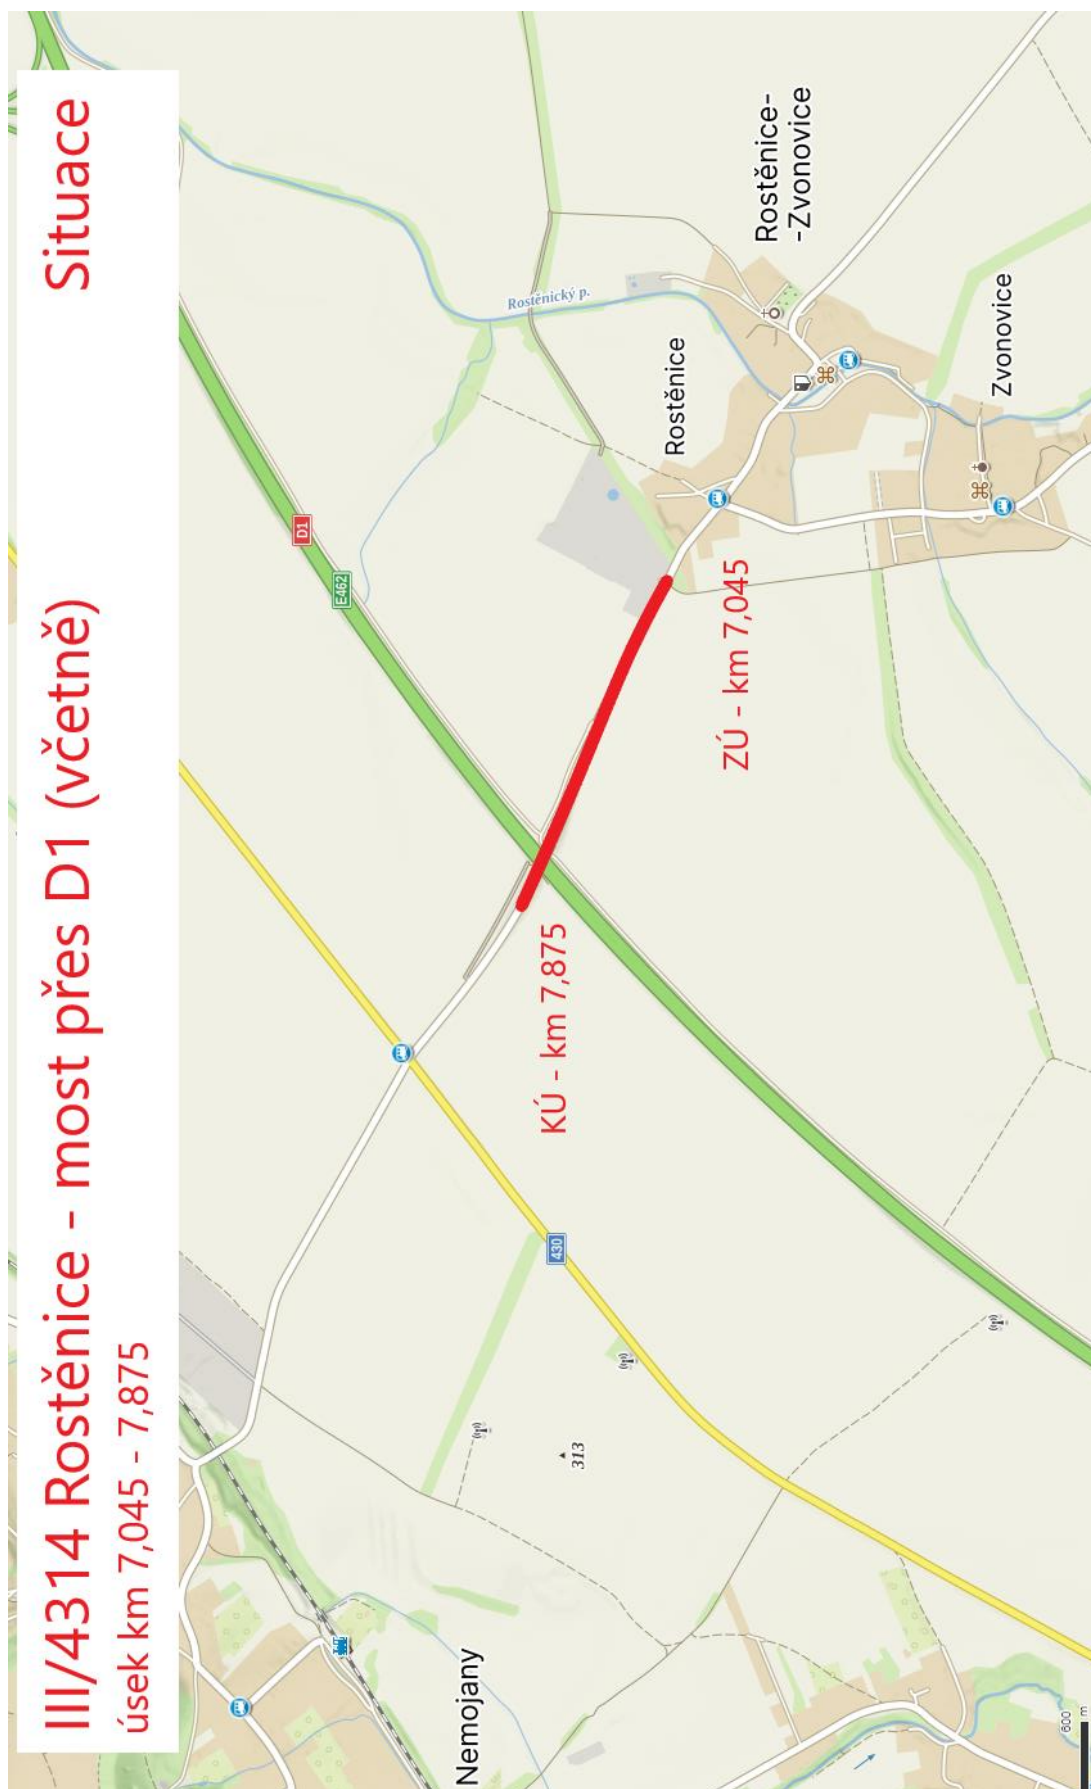 III/4314 Rostěnice - most přes D1 (včetně)
Situace
úsek km 7,045 - 7,875
D1
E462
Rostěnický p.
Rostěnice-
-Zvonovice
Rostěnice
Zvonovice
ZÚ - km 7,045
KÚ - km 7,875
430
313
Nemojany
600
m